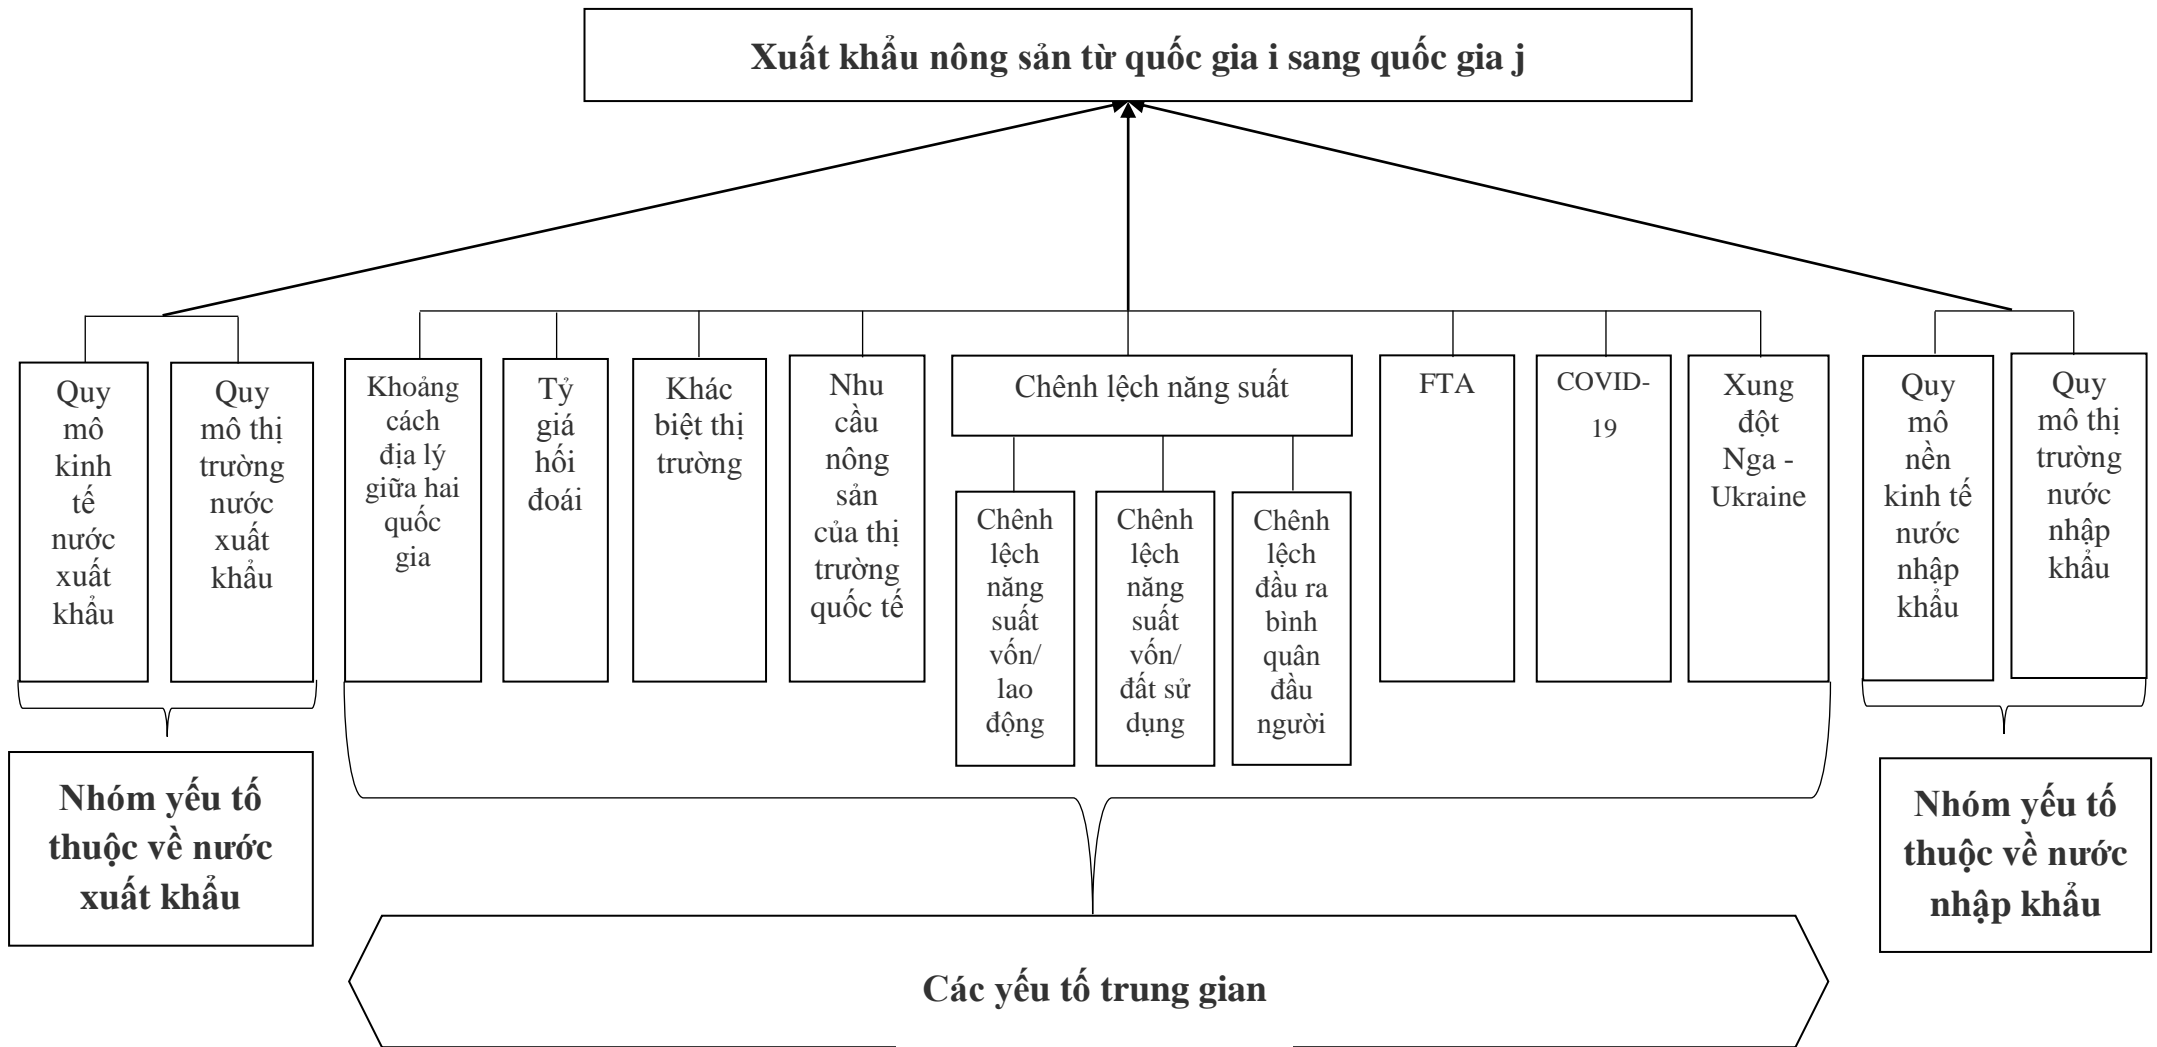 Xuất khẩu nông sản từ quốc gia i sang quốc gia j
Quy
mô
kinh
tế
nước
xuất
khẩu
Quy
mô thị
trường
nước
xuất
khẩu
Khoảng
cách
địa lý
giữa hai
quốc
gia
Tỷ
giá
hối
đoái
Khác
biệt thị
trường
Nhu
cầu
nông
sản
của thị
trường
quốc tế
Chênh lệch năng suất
Chênh
lệch
năng
suất
vốn/
lao
động
Chênh
lệch
năng
suất
vốn/
đất sử
dụng
Chênh
lệch
đầu ra
bình
quân
đầu
người
FTA
COVID-
19
Xung
đột
Nga -
Ukraine
Quy
mô
nền
kinh tế
nước
nhập
khẩu
Quy
mô thị
trường
nước
nhập
khẩu
Nhóm yếu tố
thuộc về nước
xuất khẩu
Các yếu tố trung gian
Nhóm yếu tố
thuộc về nước
nhập khẩu